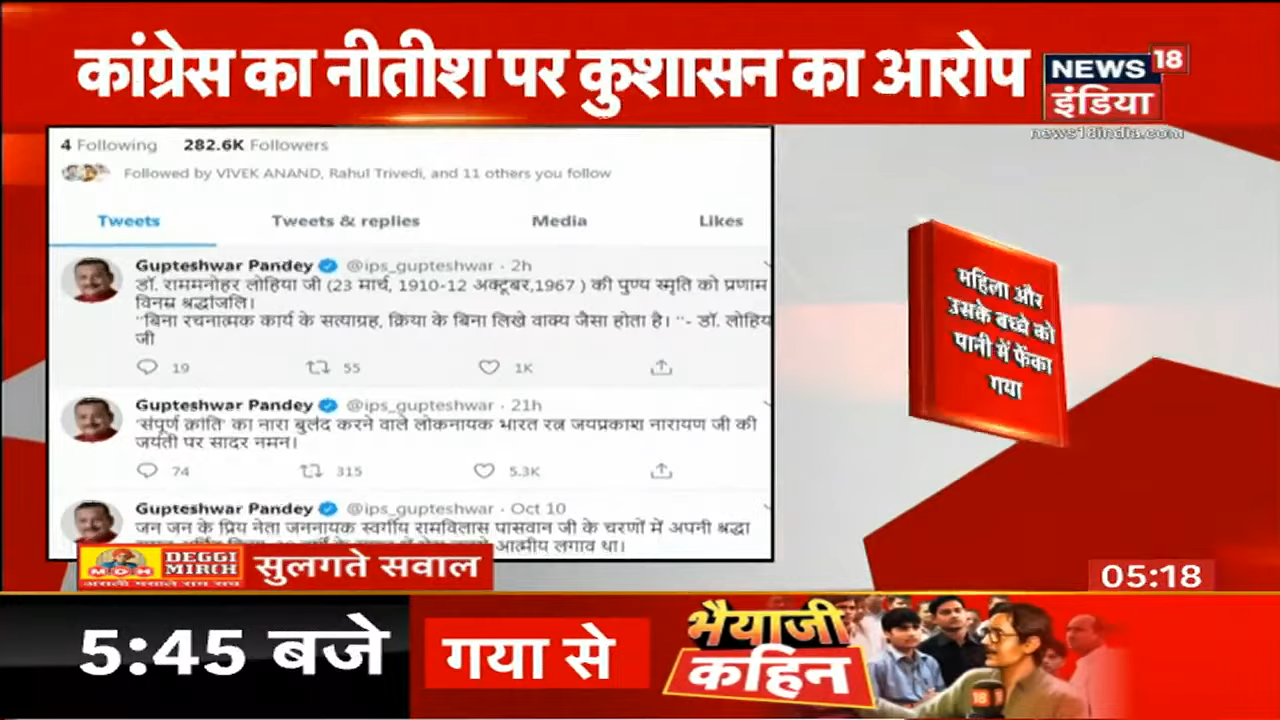 कांग्रेस का नीतीश पर कुशासन का आरोप
NEWS 18
इंडिया
news18india.com
4 Following 282.6K Followers
Followed by VIVEK ANAND, Rahul Trivedi, and 11 others you follow
Tweets Tweets & replies Media Likes
Gupteshwar Pandey @ips_gupteshwar · 2h
डॉ. राममनोहर लोहिया जी (23 मार्च, 1910-12 अक्टूबर,1967 ) की पुण्य स्मृति को प्रणाम
विनम्र श्रद्धांजलि।
"बिना रचनात्मक कार्य के सत्याग्रह, क्रिया के बिना लिखे वाक्य जैसा होता है। "- डॉ. लोहिय
जी
19 55 1K
Gupteshwar Pandey @ips_gupteshwar · 21h
'संपूर्ण क्रांति' का नारा बुलंद करने वाले लोकनायक भारत रत्न जयप्रकाश नारायण जी की
जयंती पर सादर नमन।
74 315 5.3K
Gupteshwar Pandey @ips_gupteshwar · Oct 10
जन जन के प्रिय नेता जननायक स्वर्गीय रामविलास पासवान जी के चरणों में अपनी श्रद्धा
आत्मीय लगाव था।
महिला और
उसके बच्चे को
पानी में फेंका
गया
MDH DEGGI
MIRCH
असली मसाले सच सच
सुलगते सवाल
05:18
5:45 बजे
गया से
भैयाजी
कहिन
18